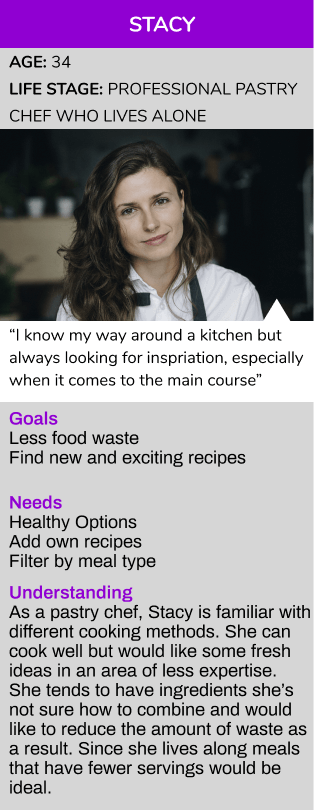 STACY
AGE: 34
LIFE STAGE: PROFESSIONAL PASTRY
CHEF WHO LIVES ALONE
“I know my way around a kitchen but
always looking for inspriation, especially
when it comes to the main course”
Goals
Less food waste
Find new and exciting recipes
Needs
Healthy Options
Add own recipes
Filter by meal type
Understanding
As a pastry chef, Stacy is familiar with
different cooking methods. She can
cook well but would like some fresh
ideas in an area of less expertise.
She tends to have ingredients she’s
not sure how to combine and would
like to reduce the amount of waste as
a result. Since she lives along meals
that have fewer servings would be
ideal.